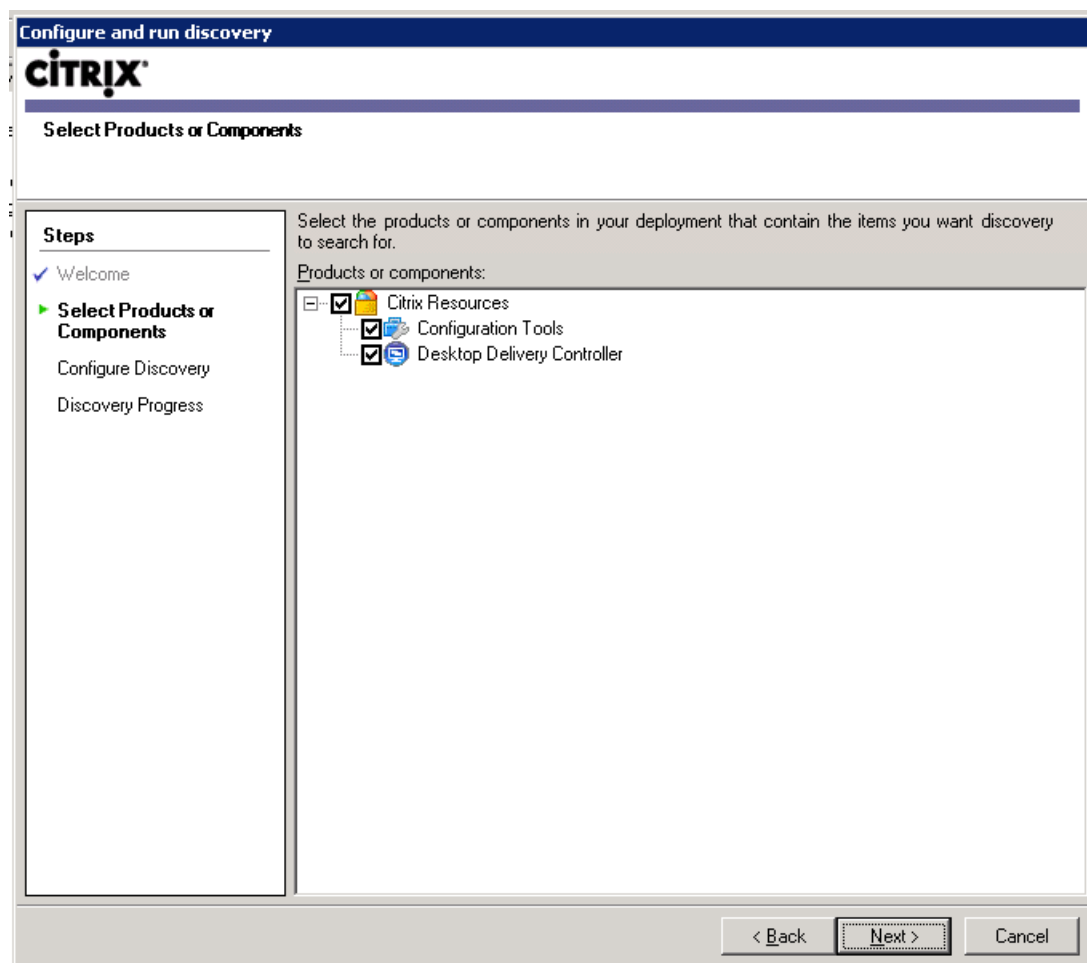 Configure and run discovery
CİTRIX
Select Products or Components
Steps
Welcome
Select Products or
Components
Configure Discovery
Discovery Progress
Select the products or components in your deployment that contain the items you want discovery
to search for.
Products or components:
Citrix Resources
Configuration Tools
Desktop Delivery Controller
< Back
Next >
Cancel